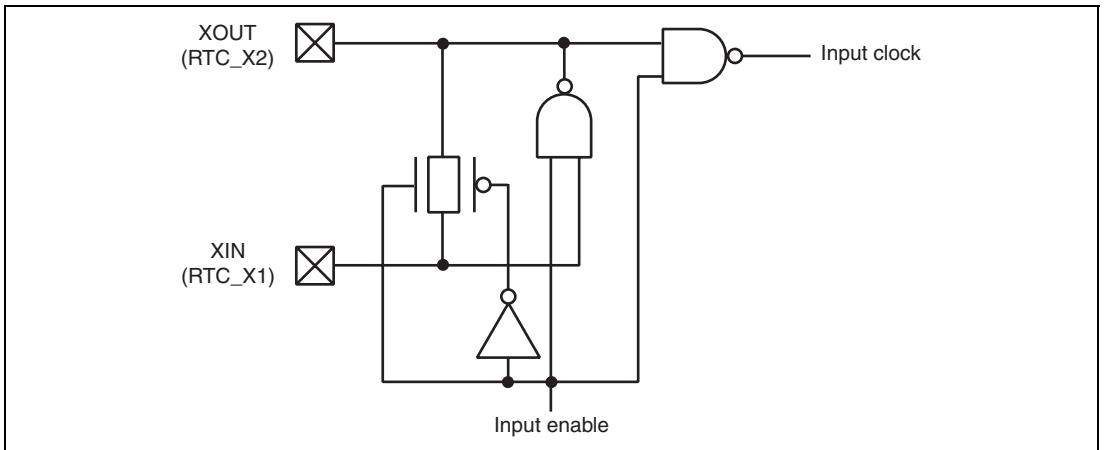 XOUT
(RTC_X2)
Input clock
XIN
(RTC_X1)
Input enable